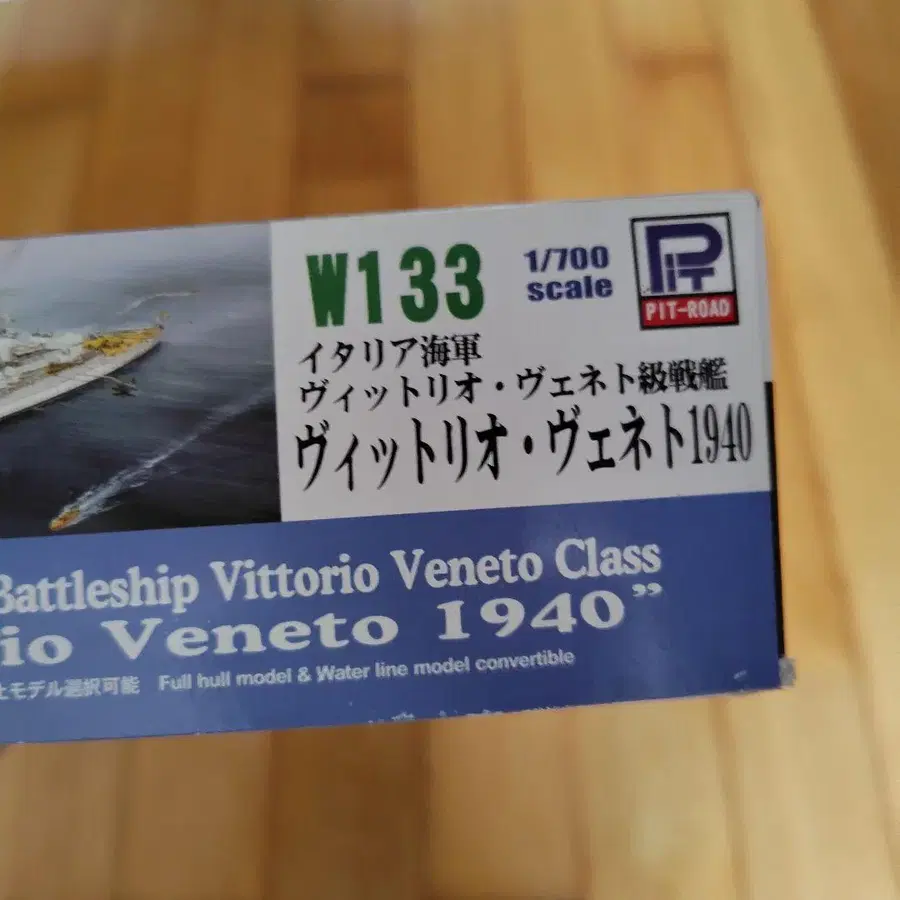 W133
1/700
scale
PIT
PIT-ROAD
イタリア海軍
ヴィットリオ・ヴェネト級戦艦
ヴィットリオ・ヴェネト1940
Battleship Vittorio Veneto Class
io Veneto 1940”
モデル選択可能 Full hull model & Water line model convertible